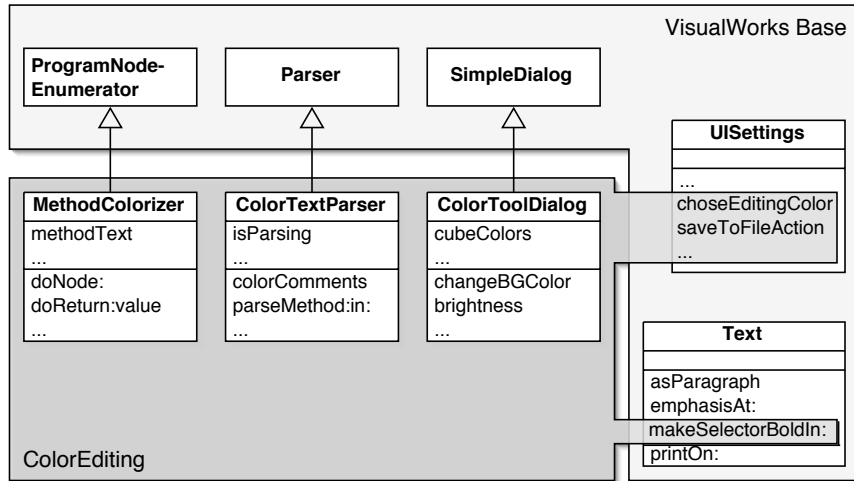 VisualWorks Base
ProgramNode-
Enumerator
Parser
SimpleDialog
UISettings
...
choseEditingColor
saveToFileAction
...
MethodColorizer
methodText
...
doNode:
doReturn:value
...
ColorTextParser
isParsing
...
colorComments
parseMethod:in:
...
ColorToolDialog
cubeColors
...
changeBGColor
brightness
...
Text
asParagraph
emphasisAt:
makeSelectorBoldIn:
printOn:
ColorEditing